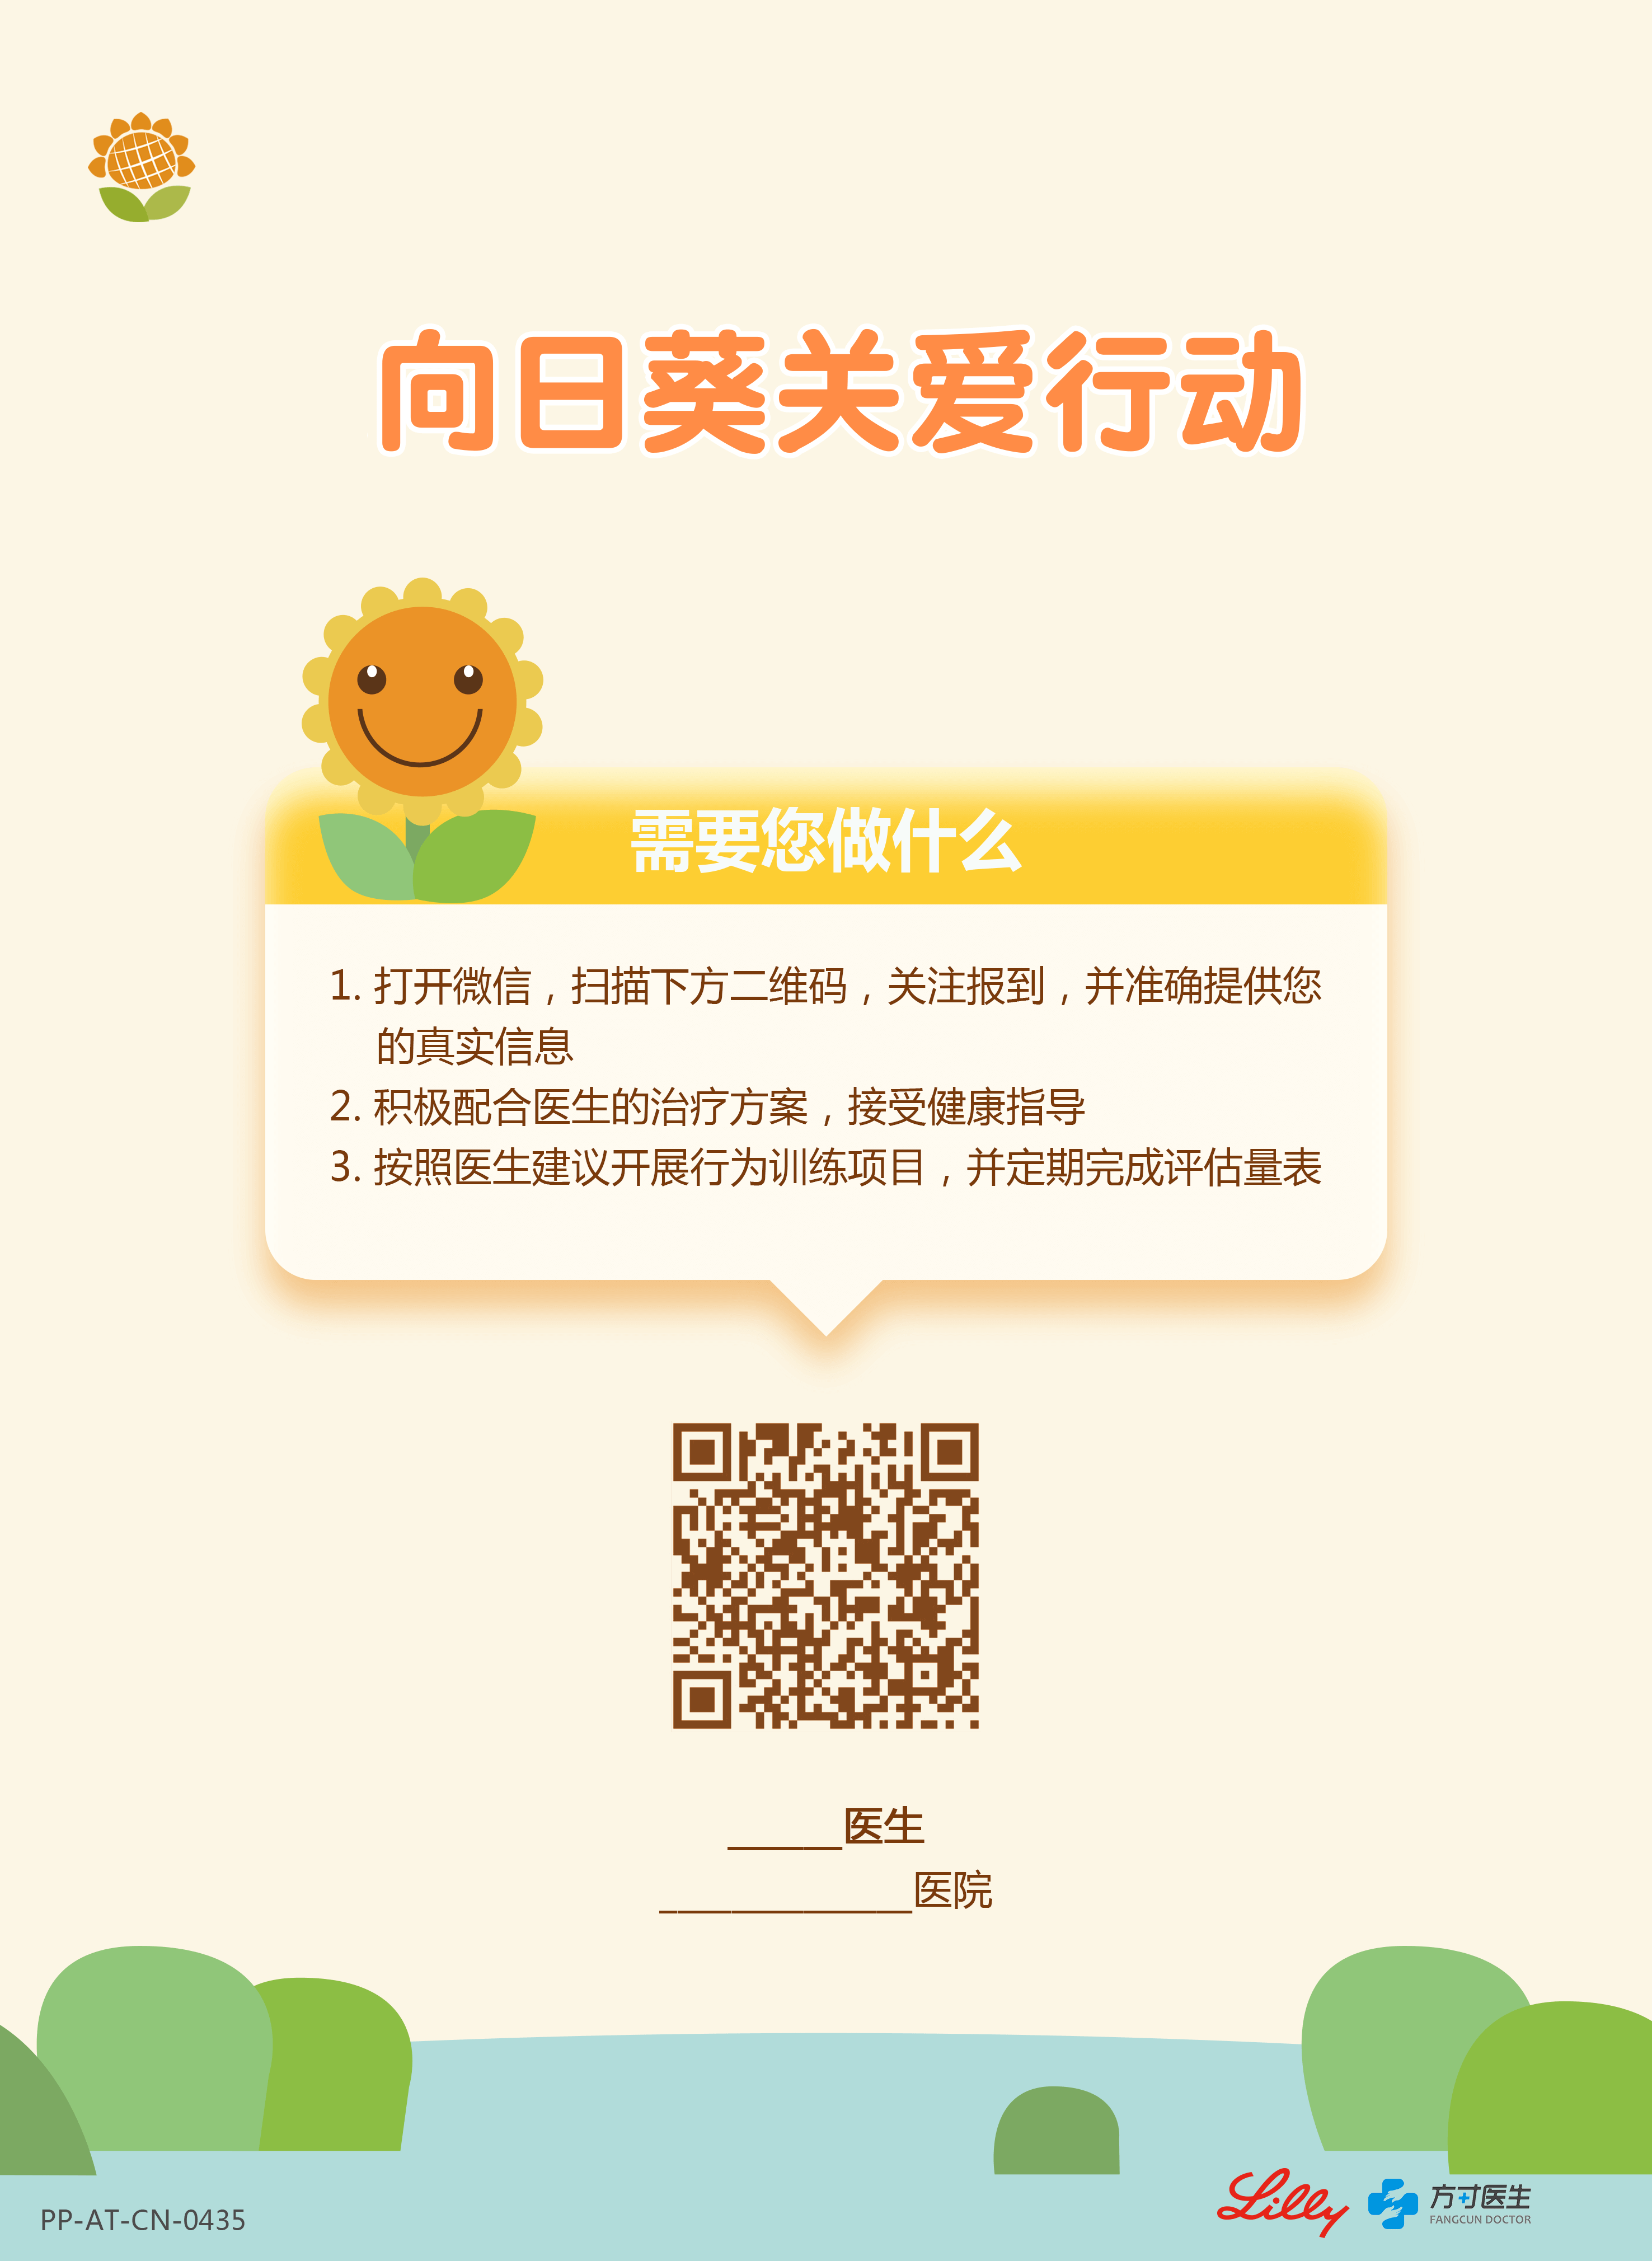 向日葵关爱行动
需要您做什么
1. 打开微信，扫描下方二维码，关注报到，并准确提供您
的真实信息
2. 积极配合医生的治疗方案，接受健康指导
3. 按照医生建议开展行为训练项目，并定期完成评估量表
______医生
______________医院
PP-AT-CN-0435
Lilly
方寸医生
FANGCUN DOCTOR